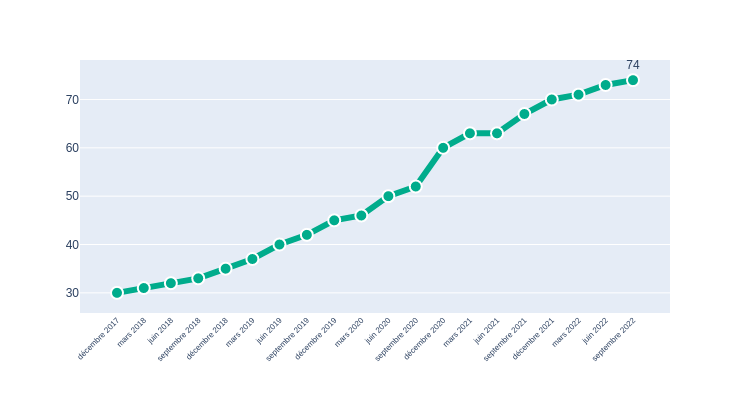 74
70
60
50
40
30
décembre 2017
mars 2018
juin 2018
septembre 2018
décembre 2018
mars 2019
juin 2019
septembre 2019
décembre 2019
mars 2020
juin 2020
septembre 2020
décembre 2020
mars 2021
juin 2021
septembre 2021
décembre 2021
mars 2022
juin 2022
septembre 2022